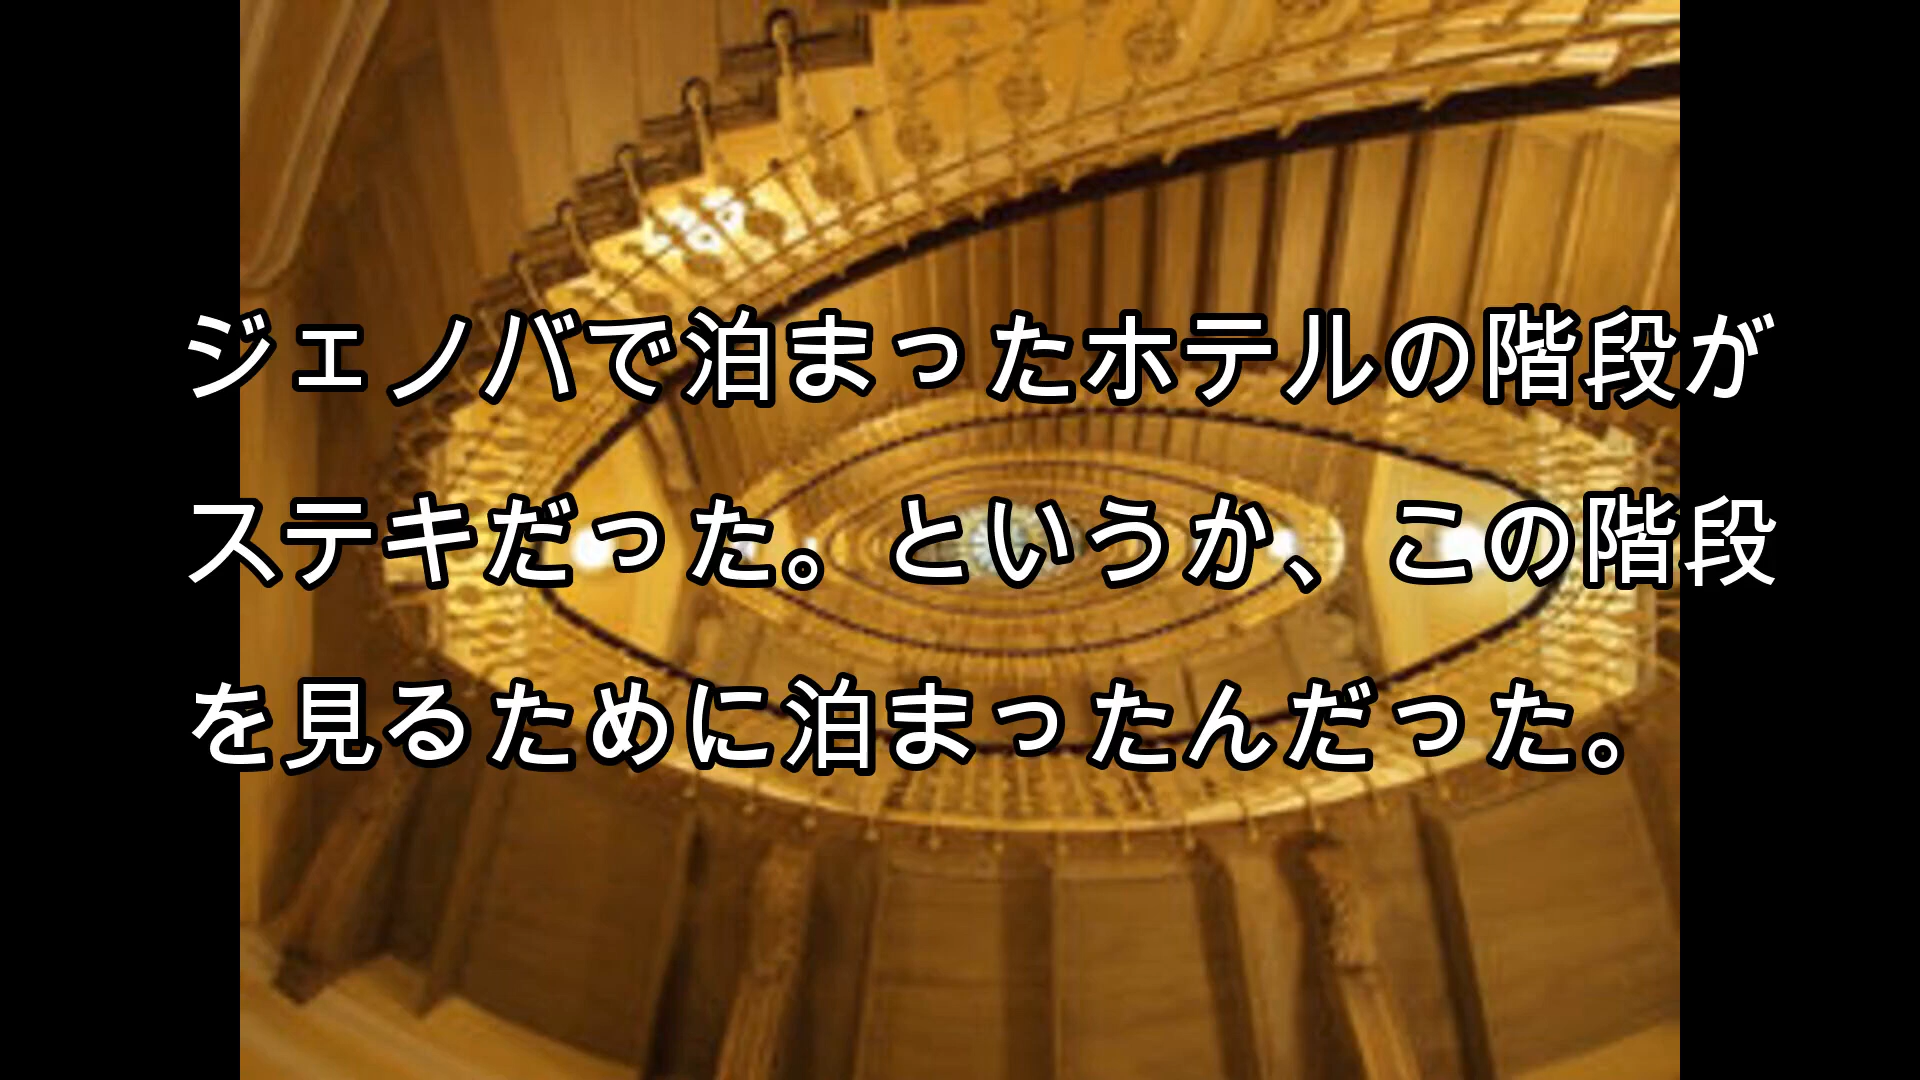 ジェノバで泊まったホテルの階段が
ステキだった。というか、この階段
を見るために泊まったんだった。